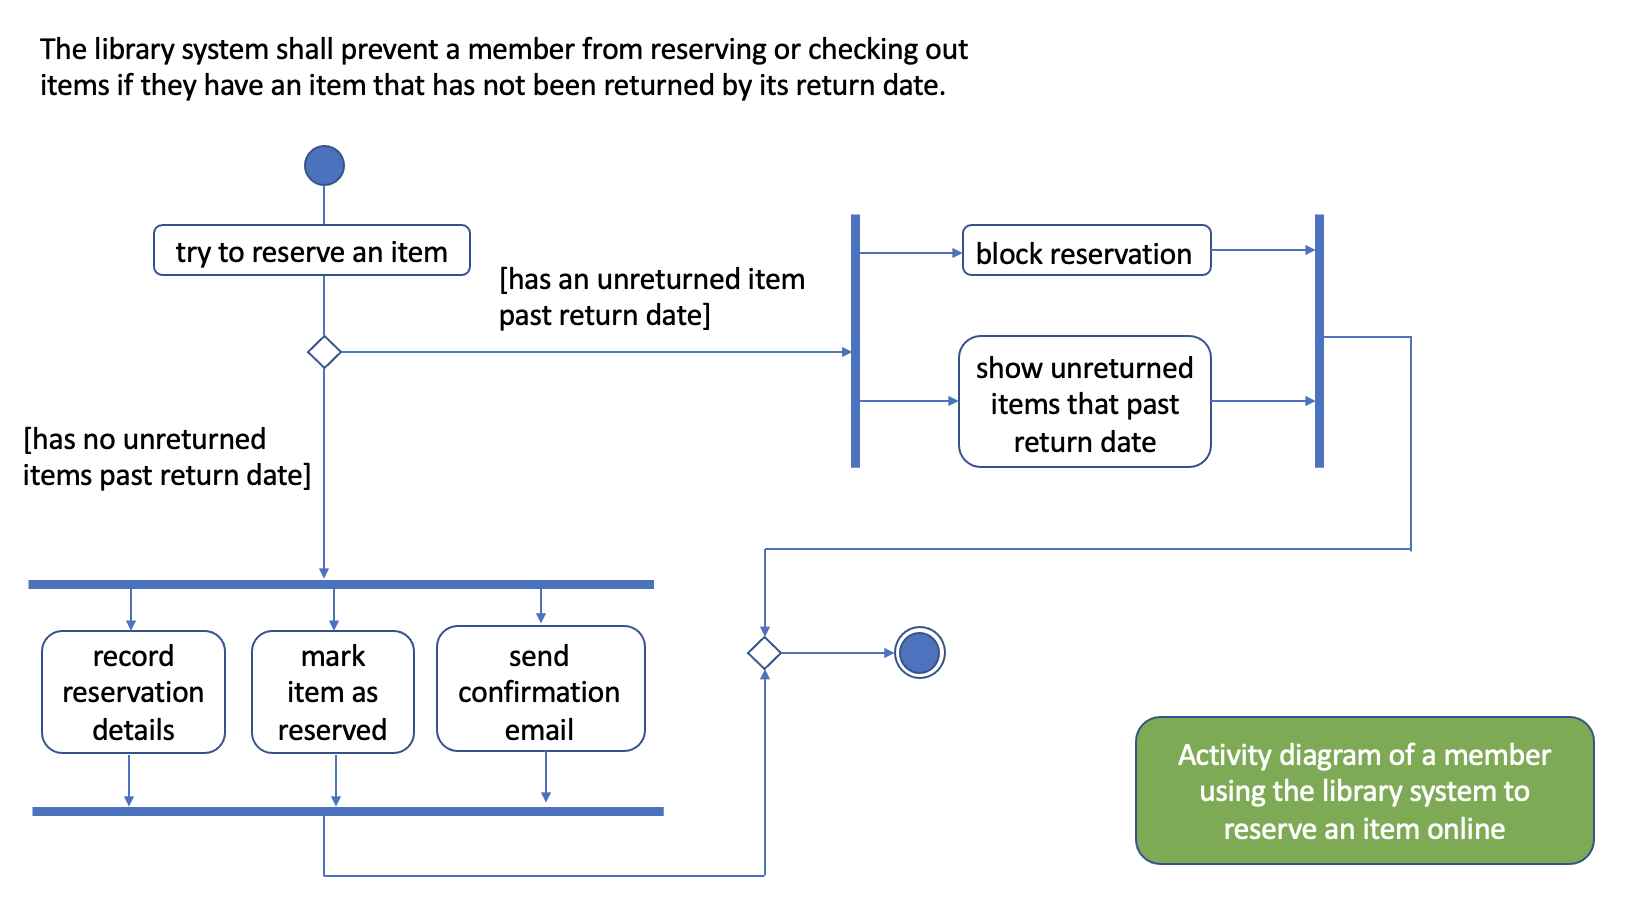 The library system shall prevent a member from reserving or checking out
items if they have an item that has not been returned by its return date.
try to reserve an item
[has an unreturned item
past return date]
block reservation
show unreturned
items that past
return date
[has no unreturned
items past return date]
record
reservation
details
mark
item as
reserved
send
confirmation
email
Activity diagram of a member
using the library system to
reserve an item online